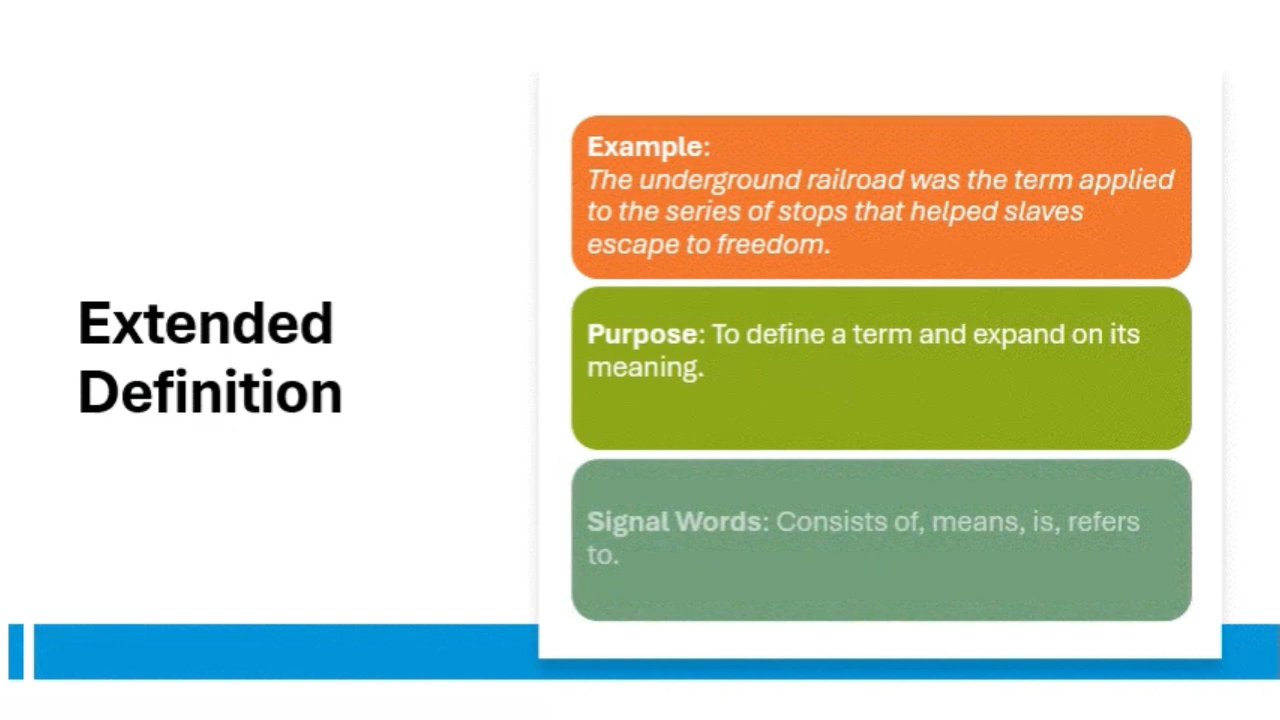 Extended
Definition
Example:
The underground railroad was the term applied
to the series of stops that helped slaves
escape to freedom.
Purpose: To define a term and expand on its
meaning.
Signal Words: Consists of, means, is, refers
to.